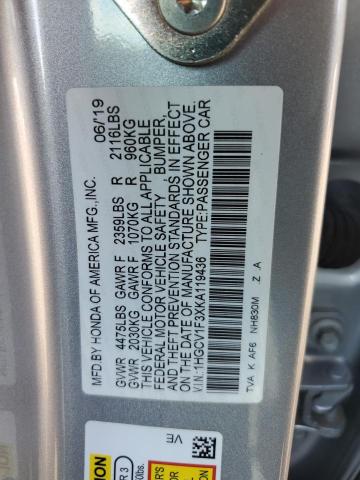 MFD.BY HONDA OF AMERICA MFG.,INC. 06/'19
GVWR 4475LBS GAWR F 2359LBS R 2116LBS
GVWR 2030KG GAWR F 1070KG R 960KG
THIS VEHICLE CONFORMS TO ALL APPLICABLE
FEDERAL MOTOR VEHICLE SAFETY, BUMPER,
AND THEFT PREVENTION STANDARDS IN EFFECT
ON THE DATE OF MANUFACTURE SHOWN ABOVE.
V.I.N.:1HGCV1F3XKA119436 TYPE:PASSENGER CAR
TVA K AF6 NH830M Z .A
VE